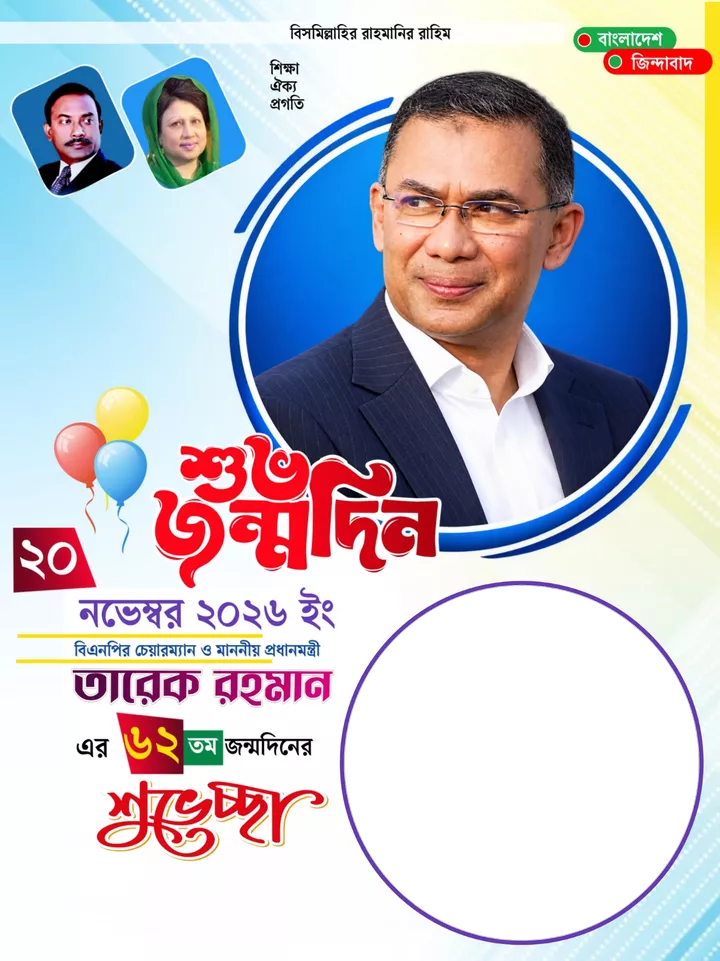 বিসমিল্লাহির রাহমানির রাহিম
বাংলাদেশ
জিন্দাবাদ
শিক্ষা
ঐক্য
প্রগতি
শুভ
জন্মদিন
২০
নভেম্বর ২০২৬ ইং
বিএনপির চেয়ারম্যান ও মাননীয় প্রধানমন্ত্রী
তারেক রহমান
এর ৬২ তম জন্মদিনের
শুভেচ্ছা